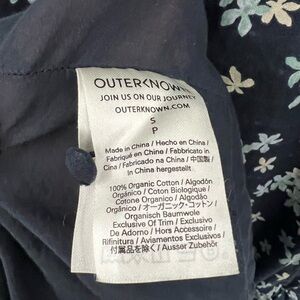 OUTERKNOWN
JOIN US ON OUR JOURNEY
OUTERKNOWN.COM
S
P
Made in China / Hecho en China /
Fabriqué en Chine / Fabbricato in
Cina / Fabricado na China / 中国製 /
In China hergestellt
100% Organic Cotton / Algodón
Orgánico / Coton Biologique /
Cotone Organico / Algodão
Orgânico / オーガニック・コットン /
Organisch Baumwolle
Exclusive Of Trim / Exclusivo
De Adorno / Hors Accessoire /
Rifinitura / Aviamentos Exclusivos /
付属品を除く / Ausser Zubehör